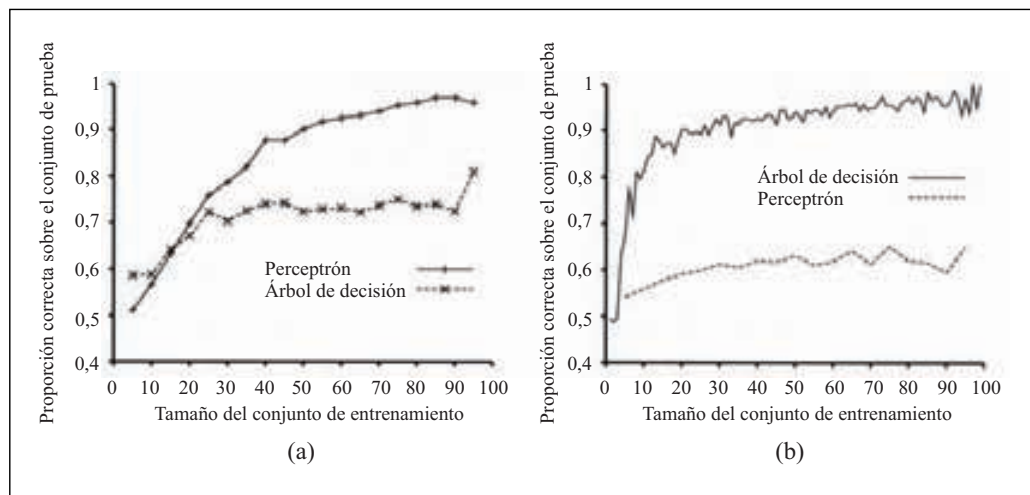 Proporción correcta sobre el conjunto de prueba
1
0,9
0,8
0,7
0,6
0,5
0,4
Perceptrón
Árbol de decisión
0 10 20 30 40 50 60 70 80 90 100
Tamaño del conjunto de entrenamiento
(a)
Proporción correcta sobre el conjunto de prueba
1
0,9
0,8
0,7
0,6
0,5
0,4
Árbol de decisión
Perceptrón
0 10 20 30 40 50 60 70 80 90 100
Tamaño del conjunto de entrenamiento
(b)